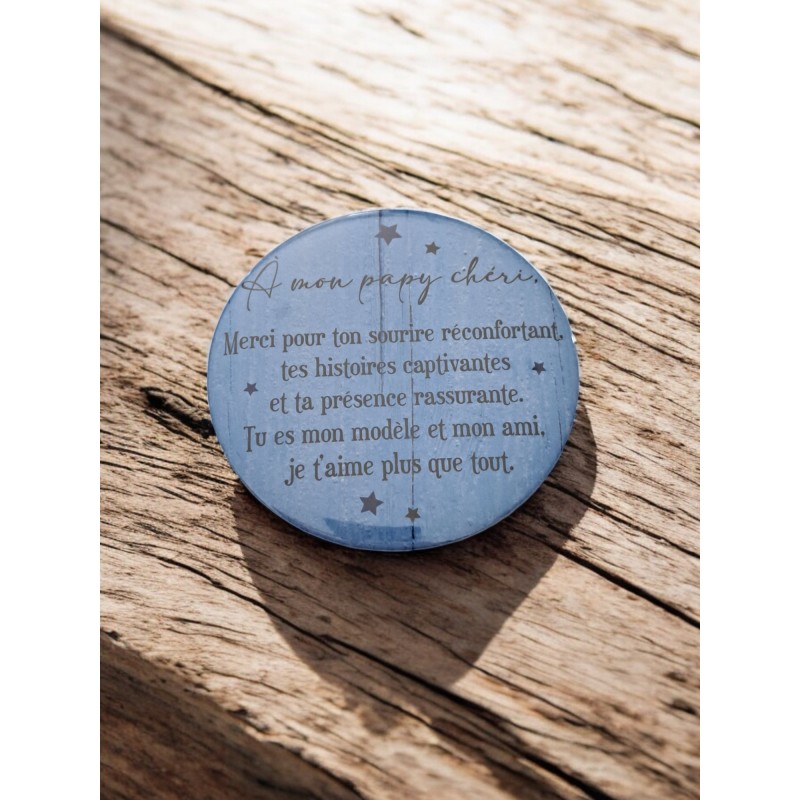 À mon papy chéri,
Merci pour ton sourire réconfortant,
tes histoires captivantes
et ta présence rassurante.
Tu es mon modèle et mon ami,
je t'aime plus que tout.